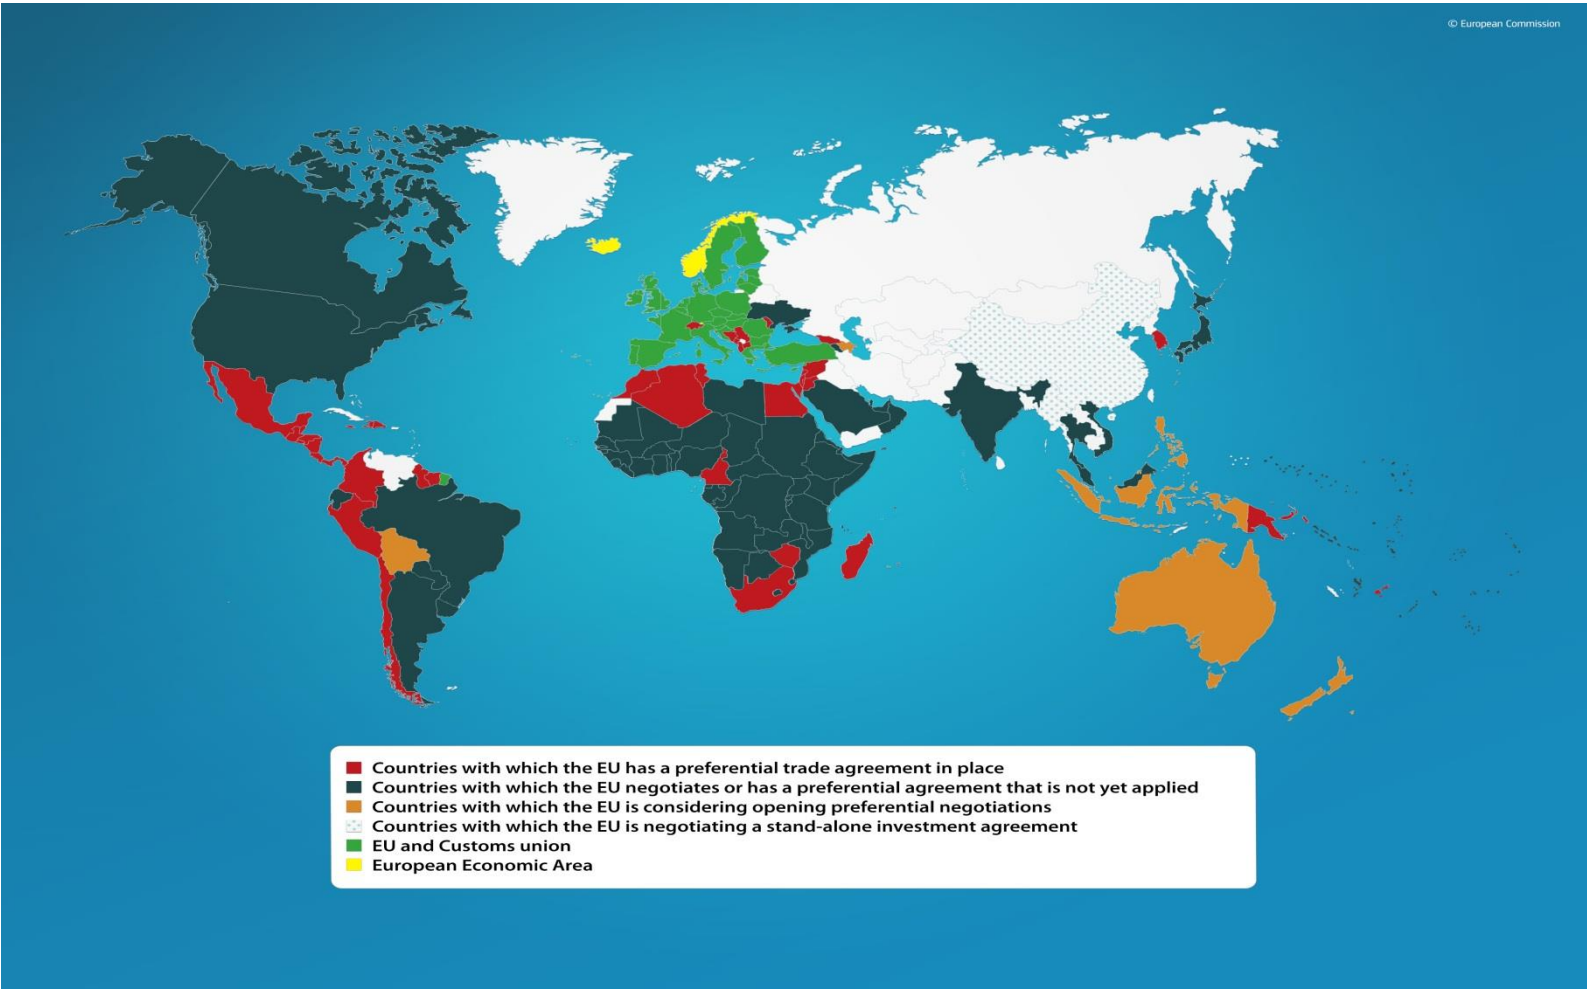 © European Commission
Countries with which the EU has a preferential trade agreement in place
Countries with which the EU negotiates or has a preferential agreement that is not yet applied
Countries with which the EU is considering opening preferential negotiations
Countries with which the EU is negotiating a stand-alone investment agreement
EU and Customs union
European Economic Area